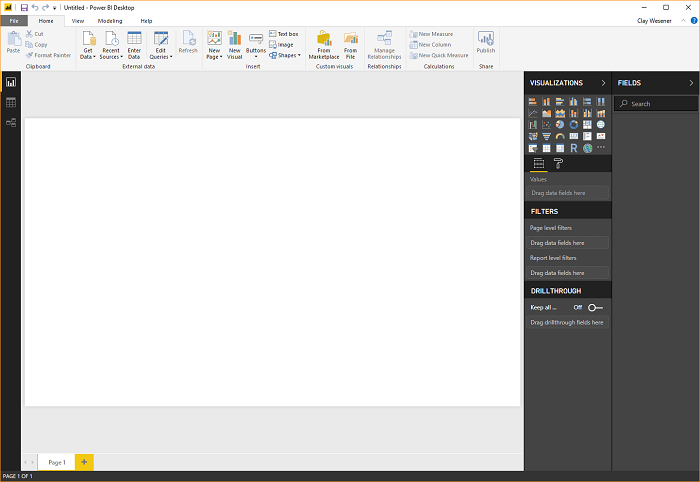 Untitled - Power BI Desktop
Clay Wesener
File Home View Modeling Help
Paste
Cut
Copy
Format Painter
Clipboard
Get Data
Recent Sources
Enter Data
Edit Queries
External data
Refresh
New Page
New Visual
Buttons
Text box
Image
Shapes
Insert
From Marketplace
From File
Custom visuals
Manage Relationships
Relationships
New Measure
New Column
New Quick Measure
Calculations
Publish
Share
VISUALIZATIONS
R
Values
Drag data fields here
FILTERS
Page level filters
Drag data fields here
Report level filters
Drag data fields here
DRILLTHROUGH
Keep all ... Off
Drag drillthrough fields here
FIELDS
Search
Page 1
PAGE 1 OF 1